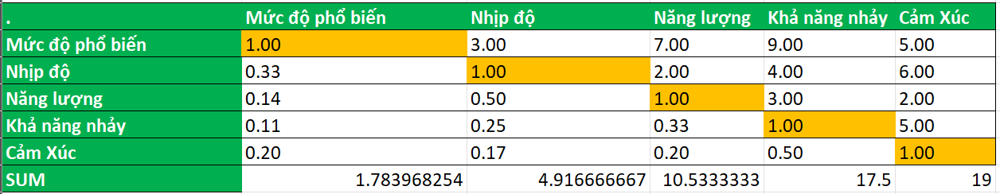 . Mức độ phổ biến Nhịp độ Năng lượng Khả năng nhảy Cảm Xúc
Mức độ phổ biến 1.00 3.00 7.00 9.00 5.00
Nhịp độ 0.33 1.00 2.00 4.00 6.00
Năng lượng 0.14 0.50 1.00 3.00 2.00
Khả năng nhảy 0.11 0.25 0.33 1.00 5.00
Cảm Xúc 0.20 0.17 0.20 0.50 1.00
SUM 1.783968254 4.916666667 10.5333333 17.5 19